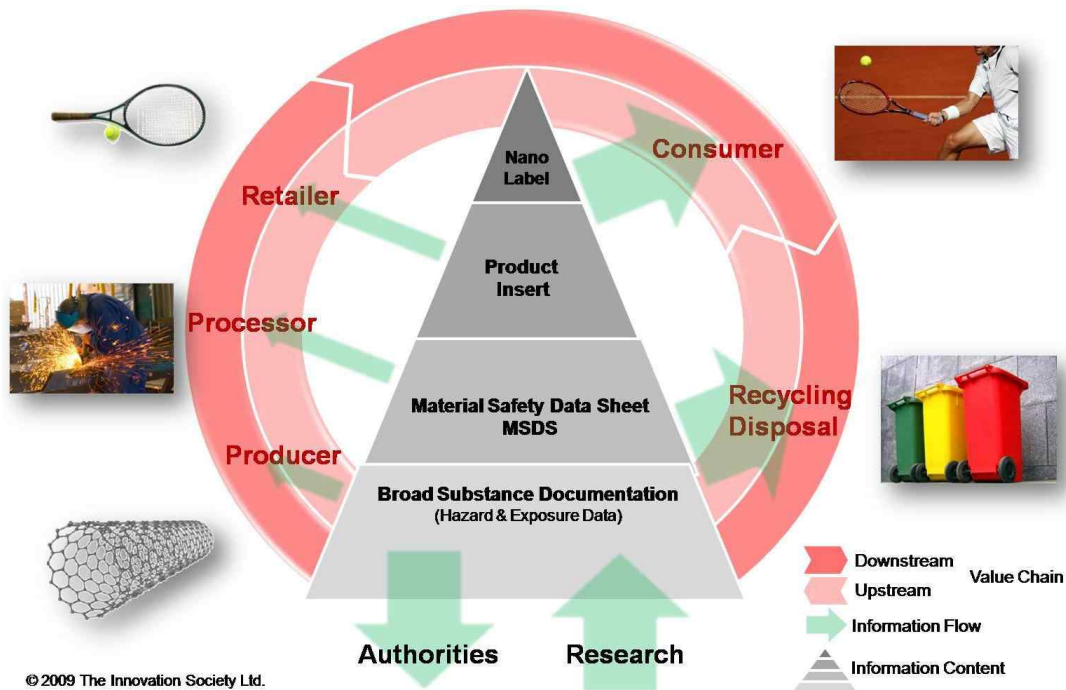 Nano
Label
Consumer
Retailer
Product
Insert
Processor
Material Safety Data Sheet
MSDS
Recycling
Disposal
Producer
Broad Substance Documentation
(Hazard & Exposure Data)
Authorities
Research
Downstream
Upstream
Value Chain
Information Flow
Information Content
© 2009 The Innovation Society Ltd.